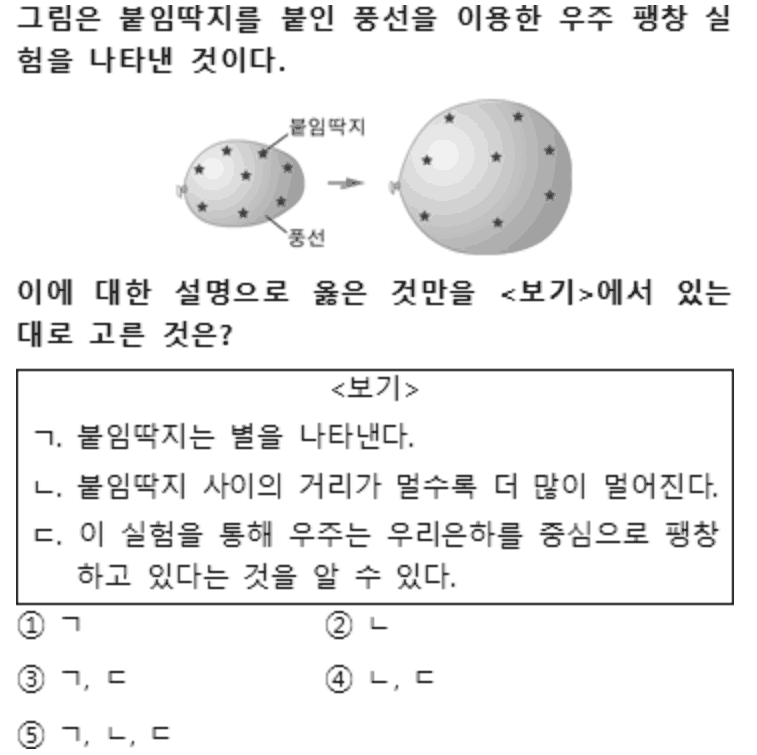 그림은 붙임딱지를 붙인 풍선을 이용한 우주 팽창 실
험을 나타낸 것이다.
붙임딱지
풍선
이에 대한 설명으로 옳은 것만을 <보기>에서 있는
대로 고른 것은?
<보기>
ㄱ. 붙임딱지는 별을 나타낸다.
ㄴ. 붙임딱지 사이의 거리가 멀수록 더 많이 멀어진다.
ㄷ. 이 실험을 통해 우주는 우리은하를 중심으로 팽창
하고 있다는 것을 알 수 있다.
① ㄱ ② ㄴ
③ ㄱ, ㄷ ④ ㄴ, ㄷ
⑤ ㄱ, ㄴ, ㄷ